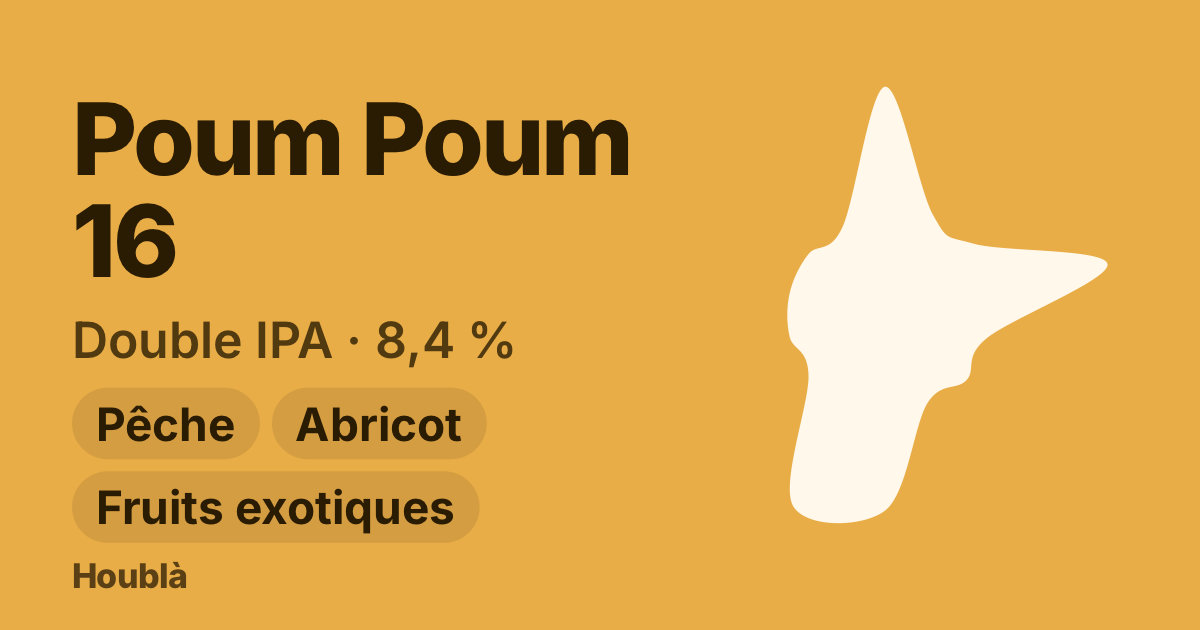 Poum Poum
16
Double IPA · 8,4 %
Pêche Abricot
Fruits exotiques
Houblà